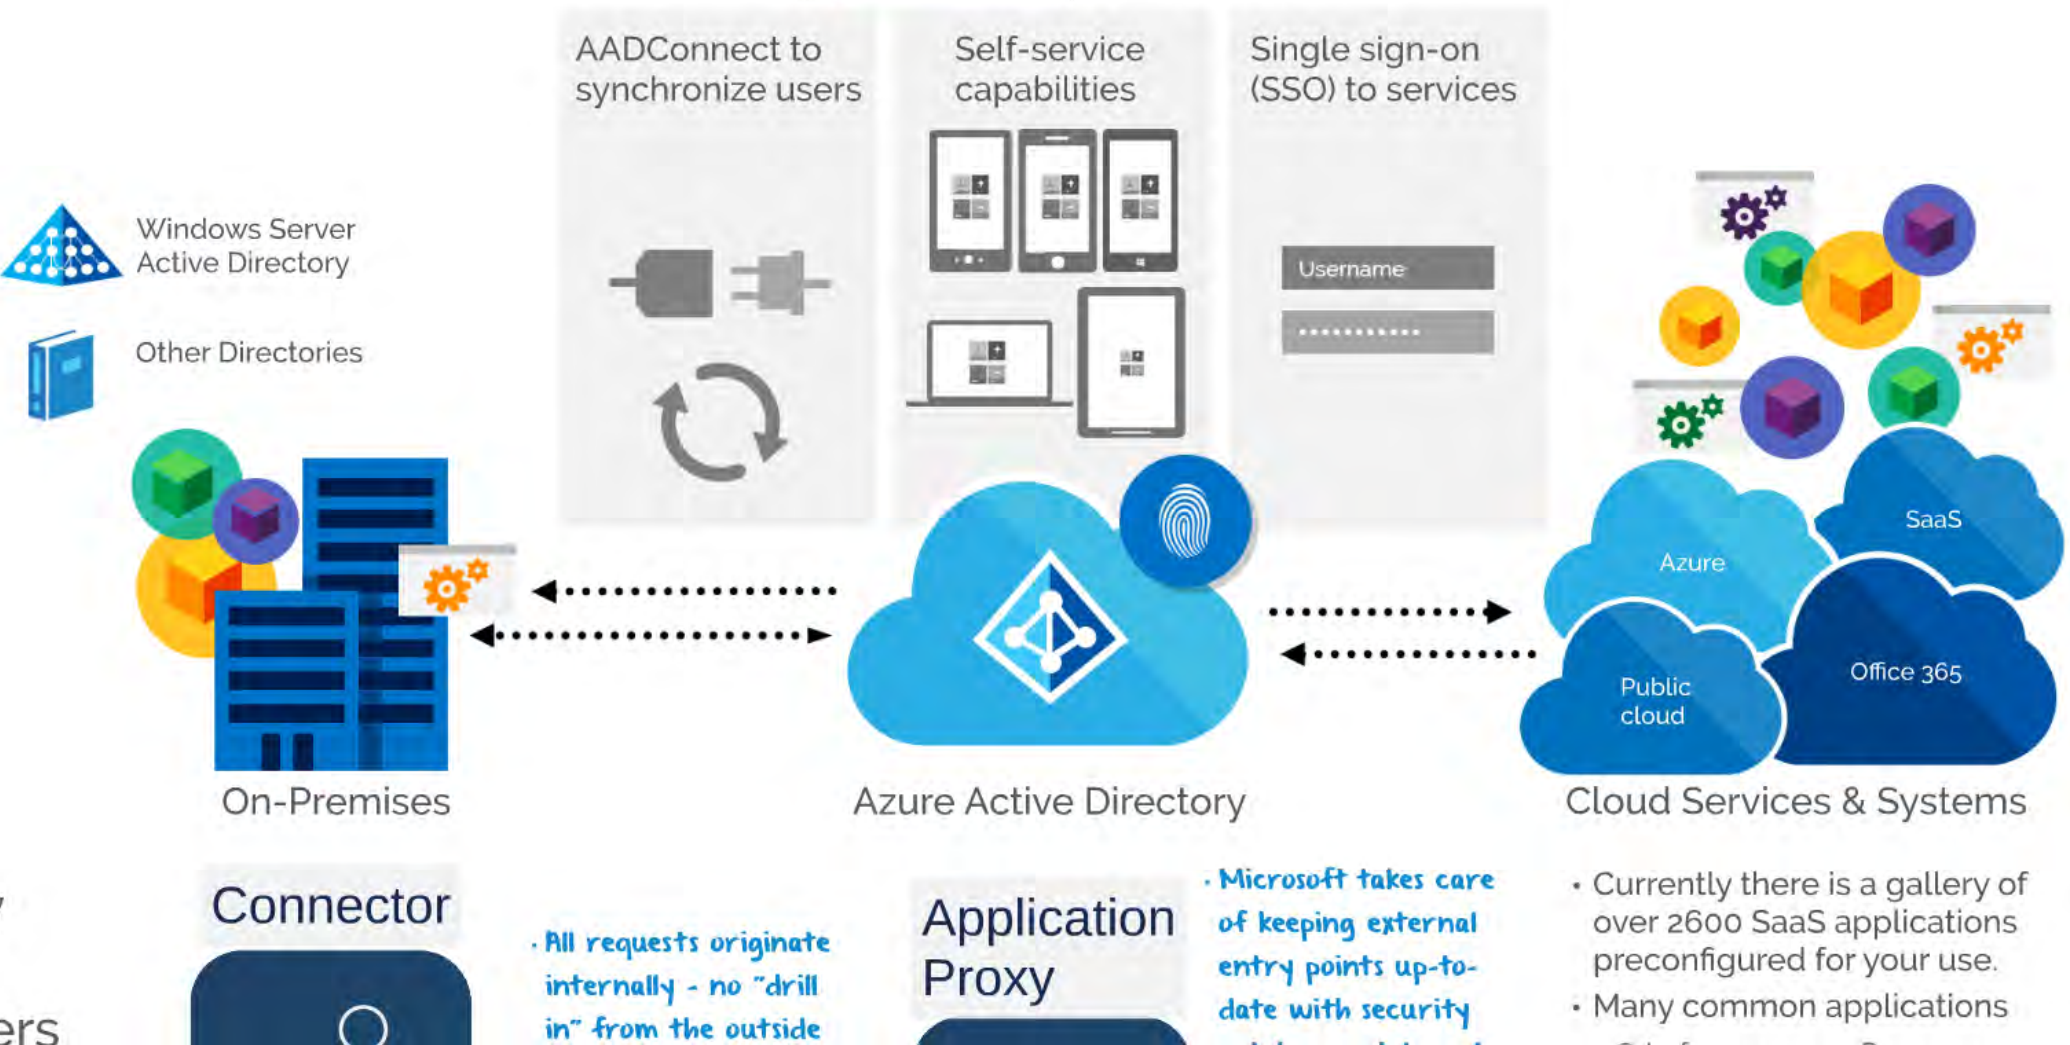 AADConnect to
synchronize users
Self-service
capabilities
Single sign-on
(SSO) to services
Windows Server
Active Directory
Other Directories
Username
SaaS
Azure
Office 365
Public
cloud
On-Premises
Azure Active Directory
Cloud Services & Systems
Connector
· All requests originate
internally - no "drill
in" from the outside
Application
Proxy
· Microsoft takes care
of keeping external
entry points up-to-
date with security
• Currently there is a gallery of
over 2600 SaaS applications
preconfigured for your use.
• Many common applications
ers